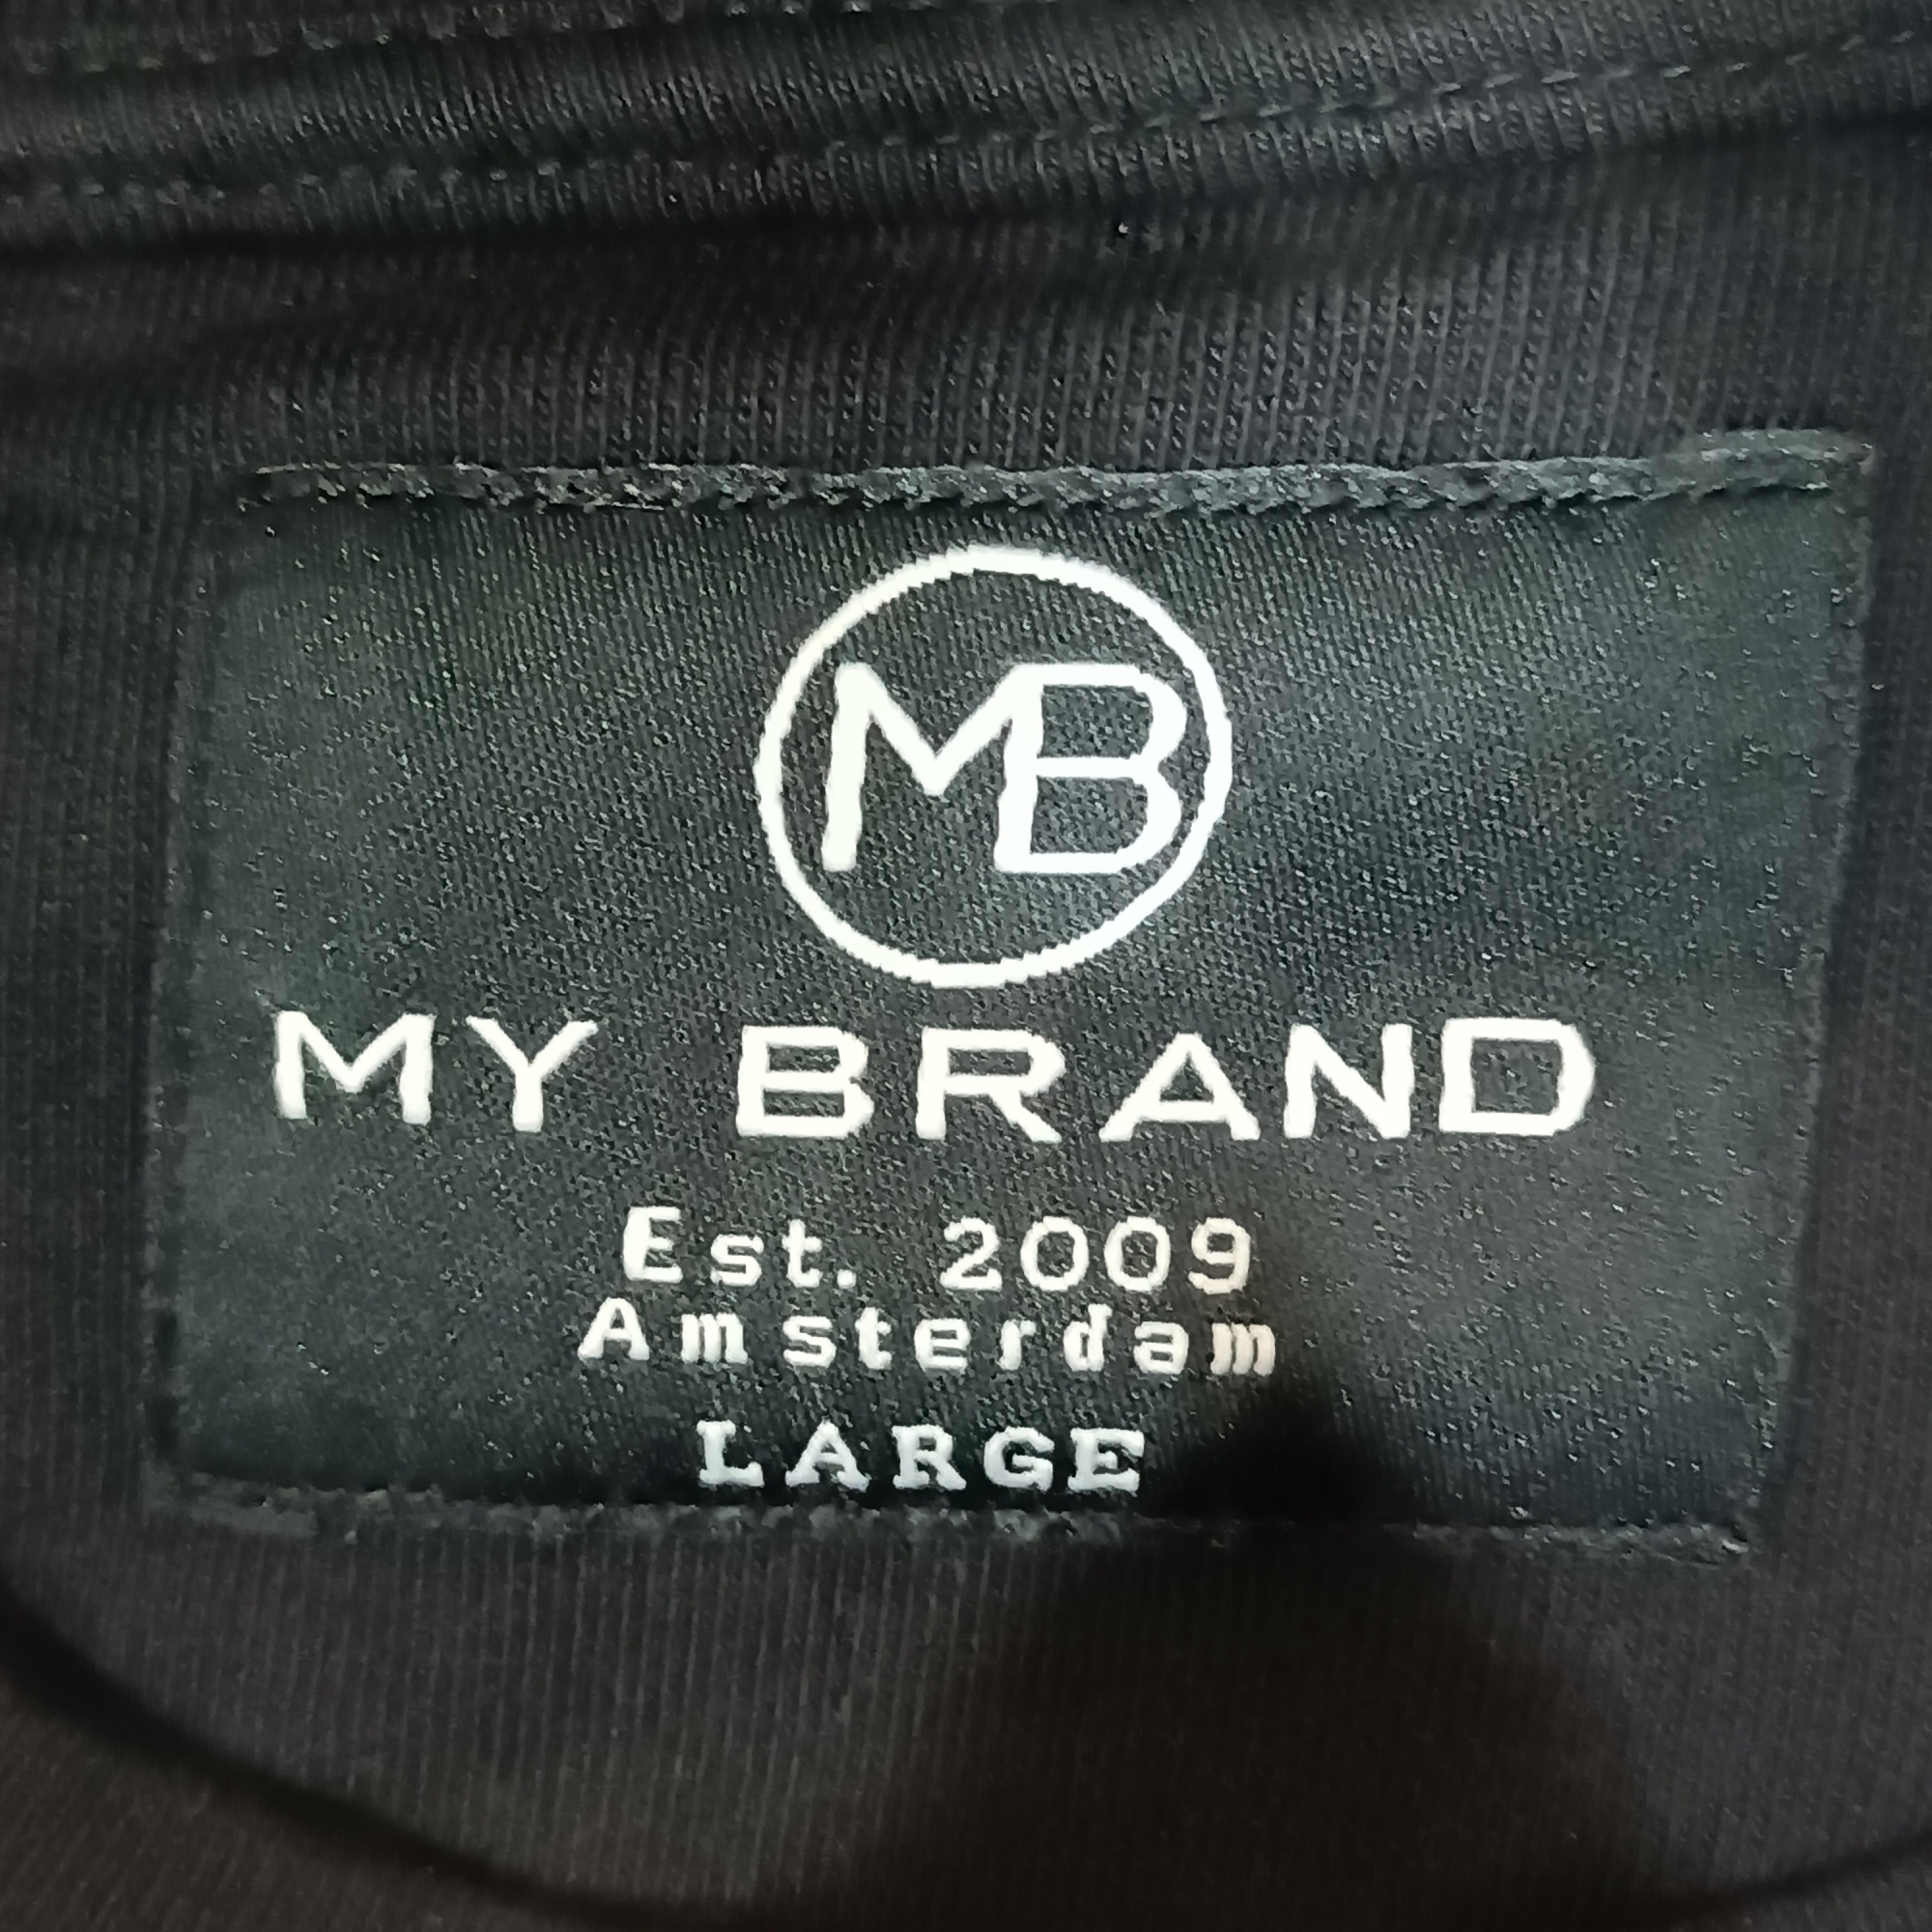 MB
MY BRAND
Est. 2009
Amsterdam
LARGE